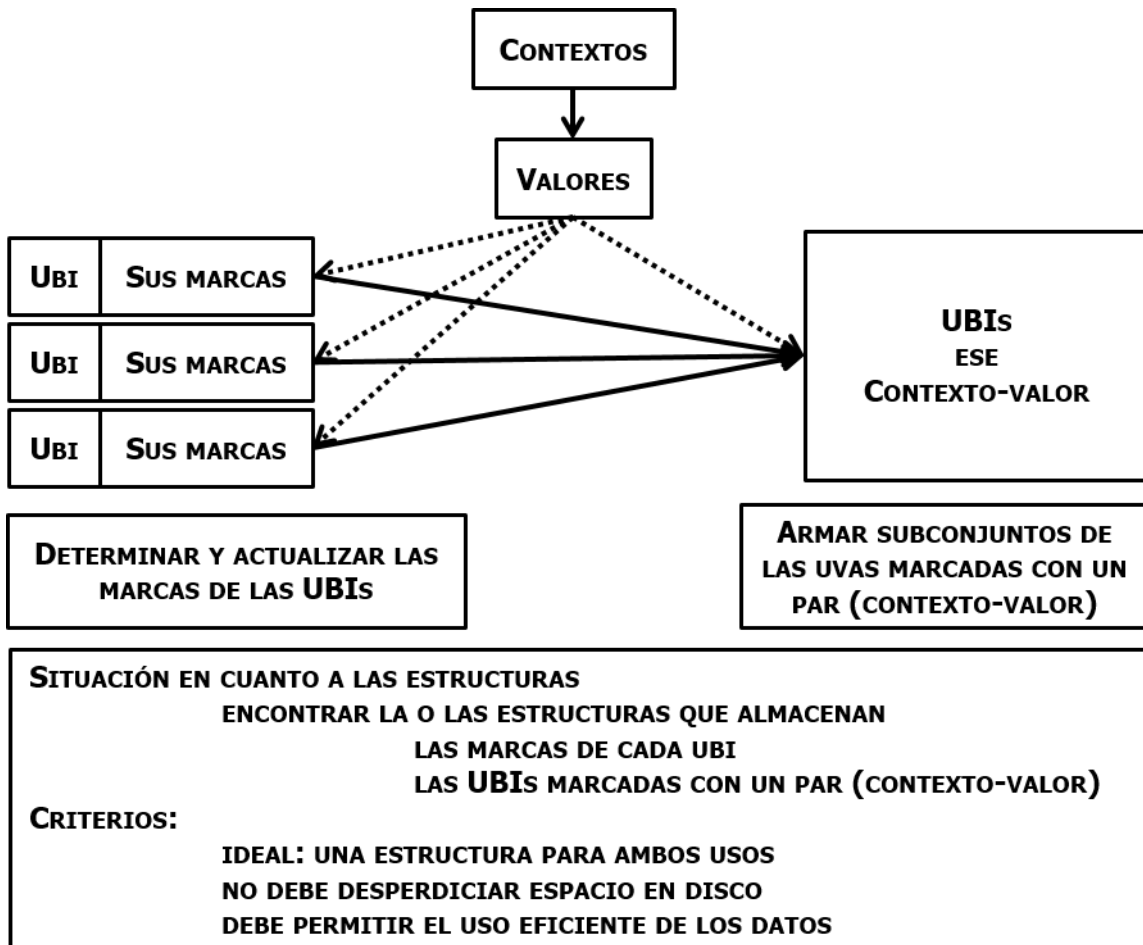 CONTEXTOS
VALORES
UBI SUS MARCAS
UBI SUS MARCAS
UBI SUS MARCAS
UBIS
ESE
CONTEXTO-VALOR
DETERMINAR Y ACTUALIZAR LAS
MARCAS DE LAS UBIS
ARMAR SUBCONJUNTOS DE
LAS UVAS MARCADAS CON UN
PAR (CONTEXTO-VALOR)
SITUACIÓN EN CUANTO A LAS ESTRUCTURAS
ENCONTRAR LA O LAS ESTRUCTURAS QUE ALMACENAN
LAS MARCAS DE CADA UBI
LAS UBIS MARCADAS CON UN PAR (CONTEXTO-VALOR)
CRITERIOS:
IDEAL: UNA ESTRUCTURA PARA AMBOS USOS
NO DEBE DESPERDICIAR ESPACIO EN DISCO
DEBE PERMITIR EL USO EFICIENTE DE LOS DATOS